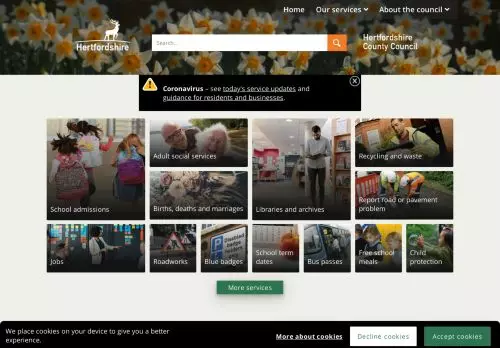 Home
Our services
About the council
Hertfordshire
Search...
Hertfordshire
County Council
Coronavirus – see today's service updates and
guidance for residents and businesses.
School admissions
Adult social services
Births, deaths and marriages
Libraries and archives
Recycling and waste
Report road or pavement
problem
Jobs
Roadworks
Disabled
badge
holders
only
Blue badges
School term
dates
Bus passes
Free school
meals
Child
protection
More services
We place cookies on your device to give you a better
experience.
More about cookies
Decline cookies
Accept cookies